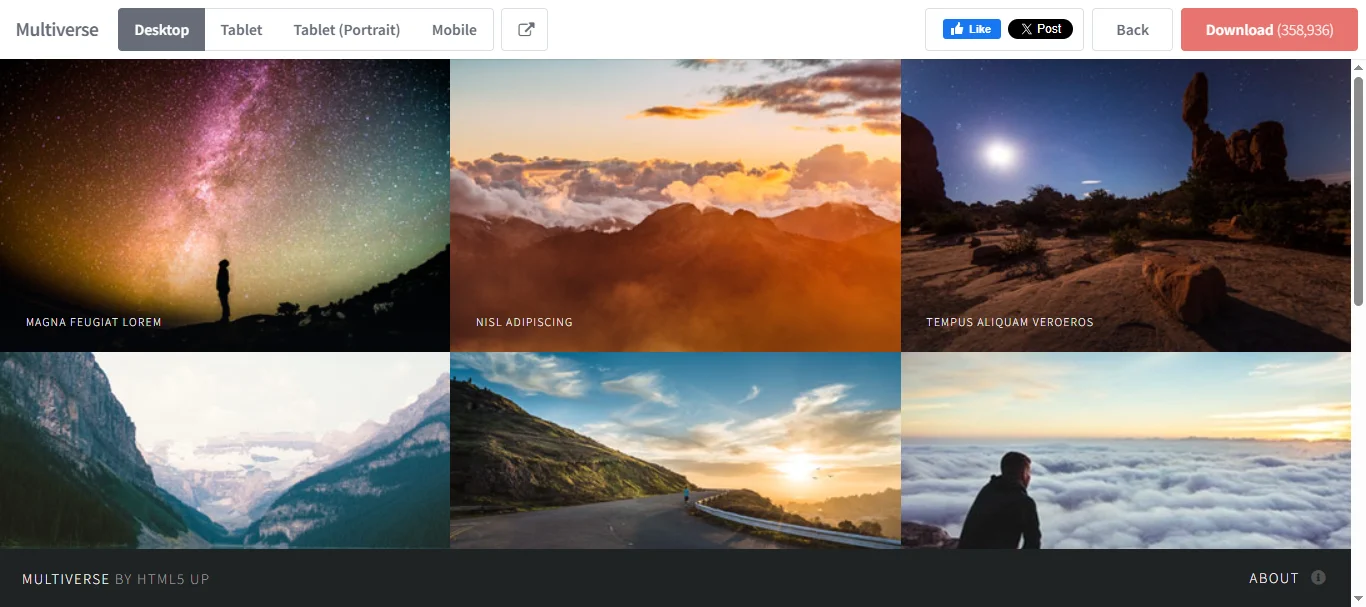 Multiverse
Desktop
Tablet
Tablet (Portrait)
Mobile
Like
Post
Back
Download (358,936)
MAGNA FEUGIAT LOREM
NISL ADIPISCING
TEMPUS ALIQUAM VEROEROS
MULTIVERSE BY HTML5 UP
ABOUT